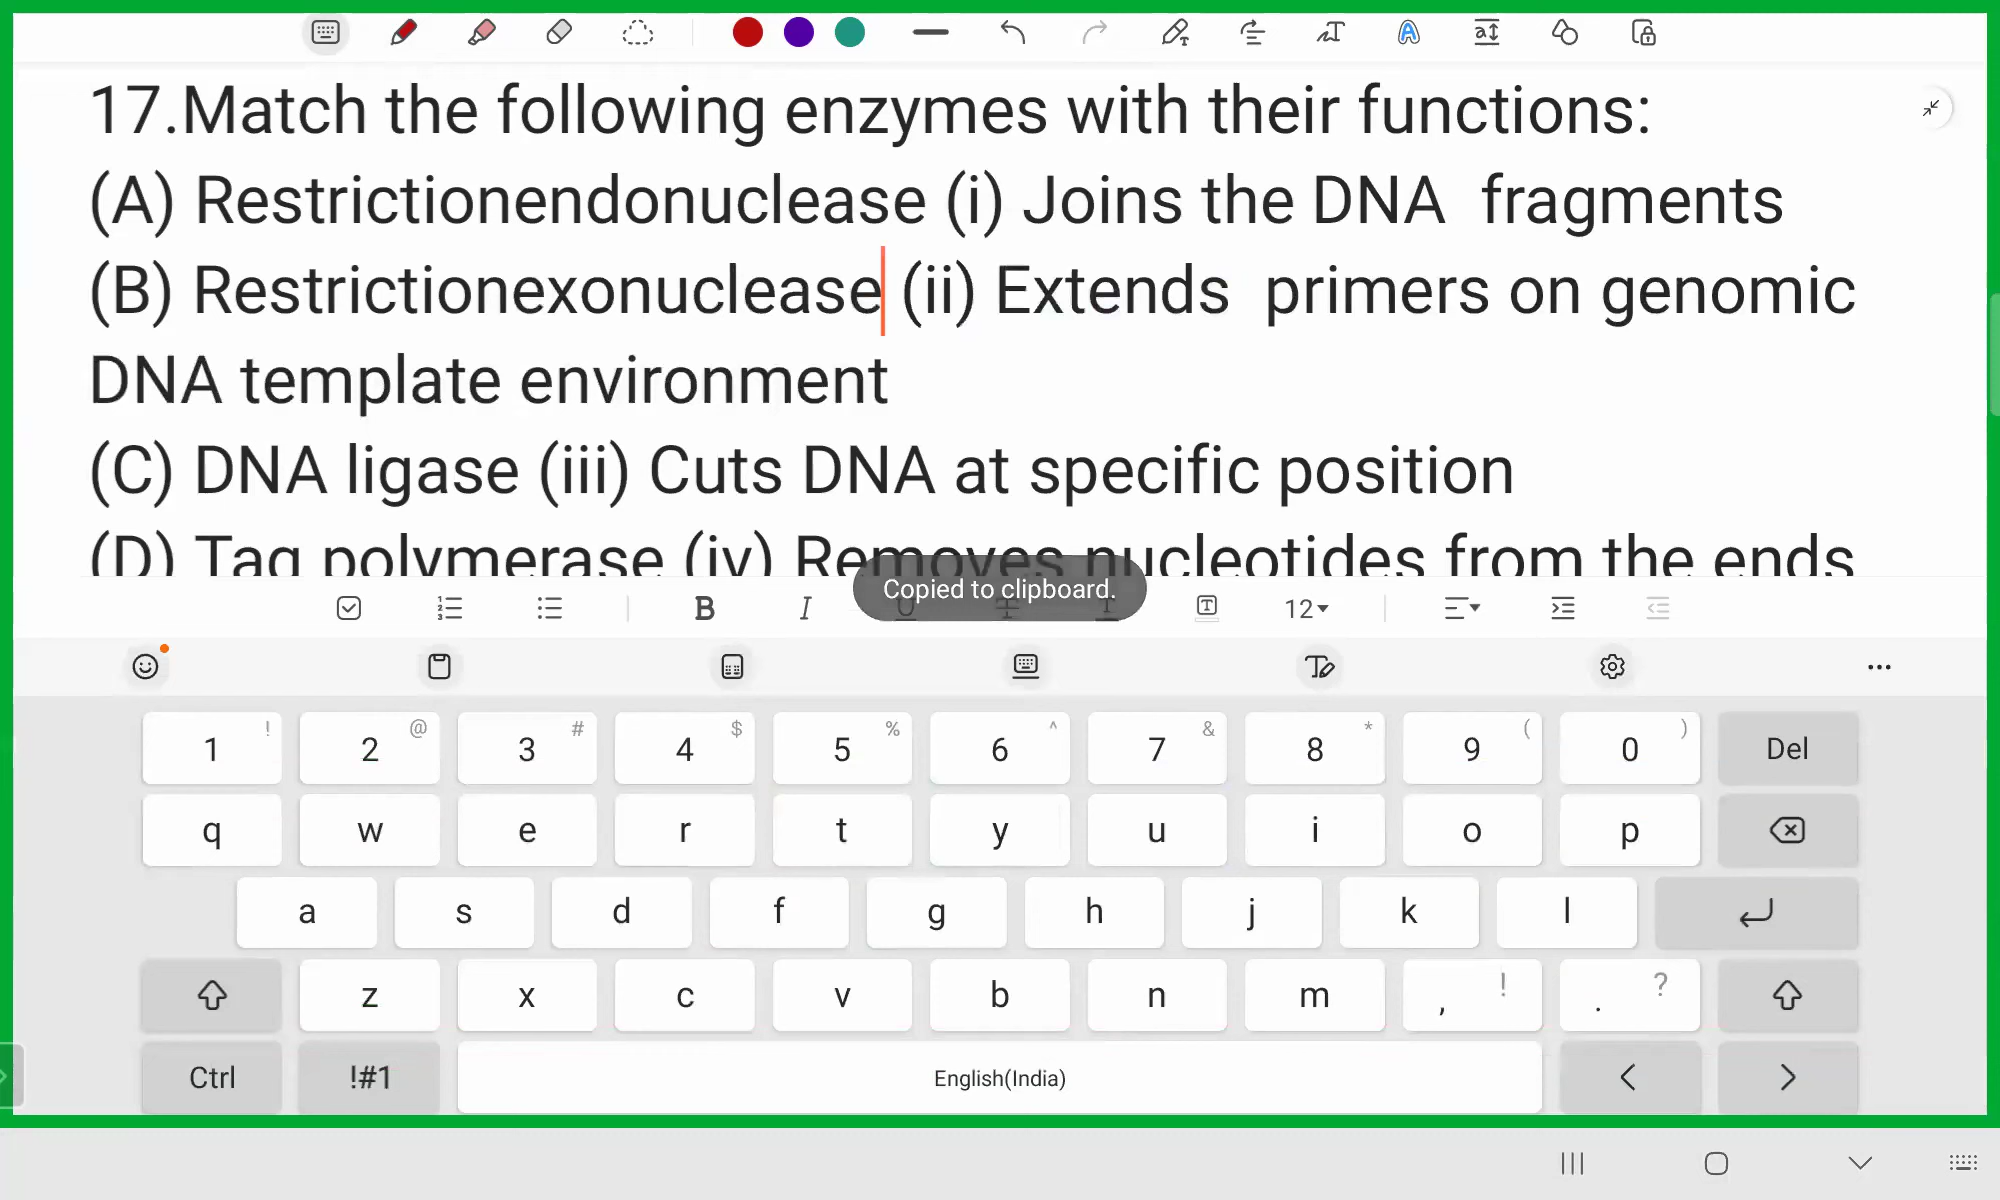 17.Match the following enzymes with their functions:
(A) Restrictionendonuclease (i) Joins the DNA  fragments
(B) Restrictionexonuclease (ii) Extends  primers on genomic
DNA template environment
(C) DNA ligase (iii) Cuts DNA at specific position
(D) Taq polymerase (iv) Removes nucleotides from the ends
Copied to clipboard.
B I U T T T 12
1 ! 2 @ 3 # 4 $ 5 % 6 ^ 7 & 8 * 9 ( 0 ) Del
q w e r t y u i o p
a s d f g h j k l
z x c v b n m , ! . ?
Ctrl !#1 English(India) < >